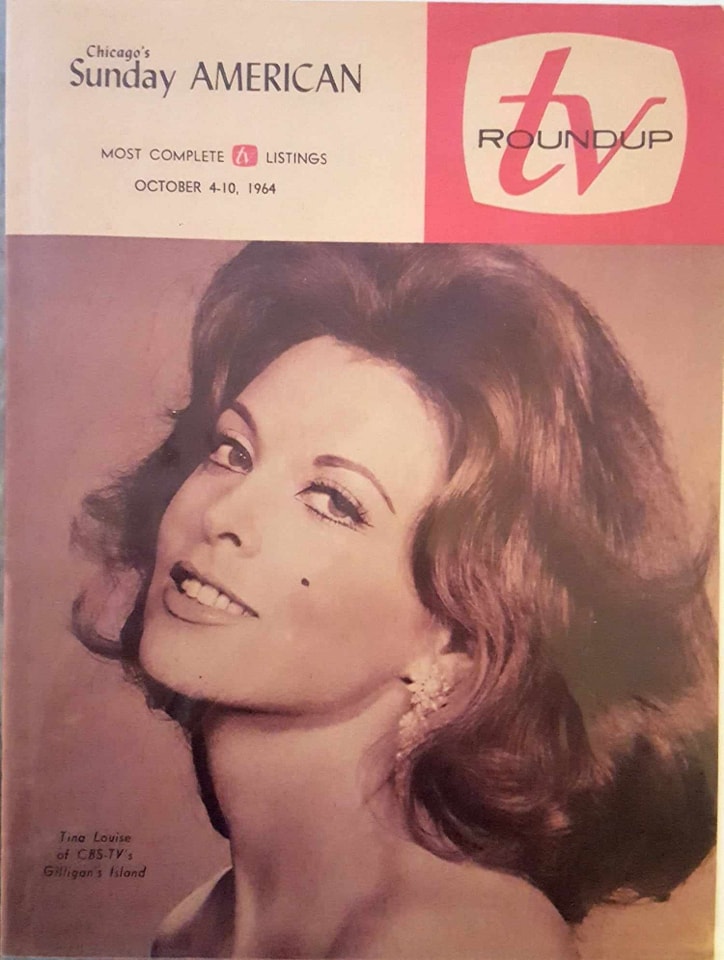 Chicago's
Sunday AMERICAN
MOST COMPLETE tv LISTINGS
OCTOBER 4-10, 1964
tv
ROUNDUP
Tina Louise
of CBS-TV's
Gilligan's Island